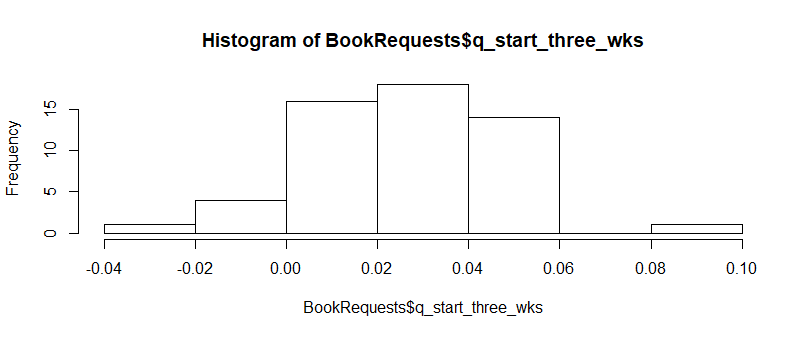 Histogram of BookRequests$q_start_three_wks
Frequency
15
10
5
0
-0.04 -0.02 0.00 0.02 0.04 0.06 0.08 0.10
BookRequests$q_start_three_wks